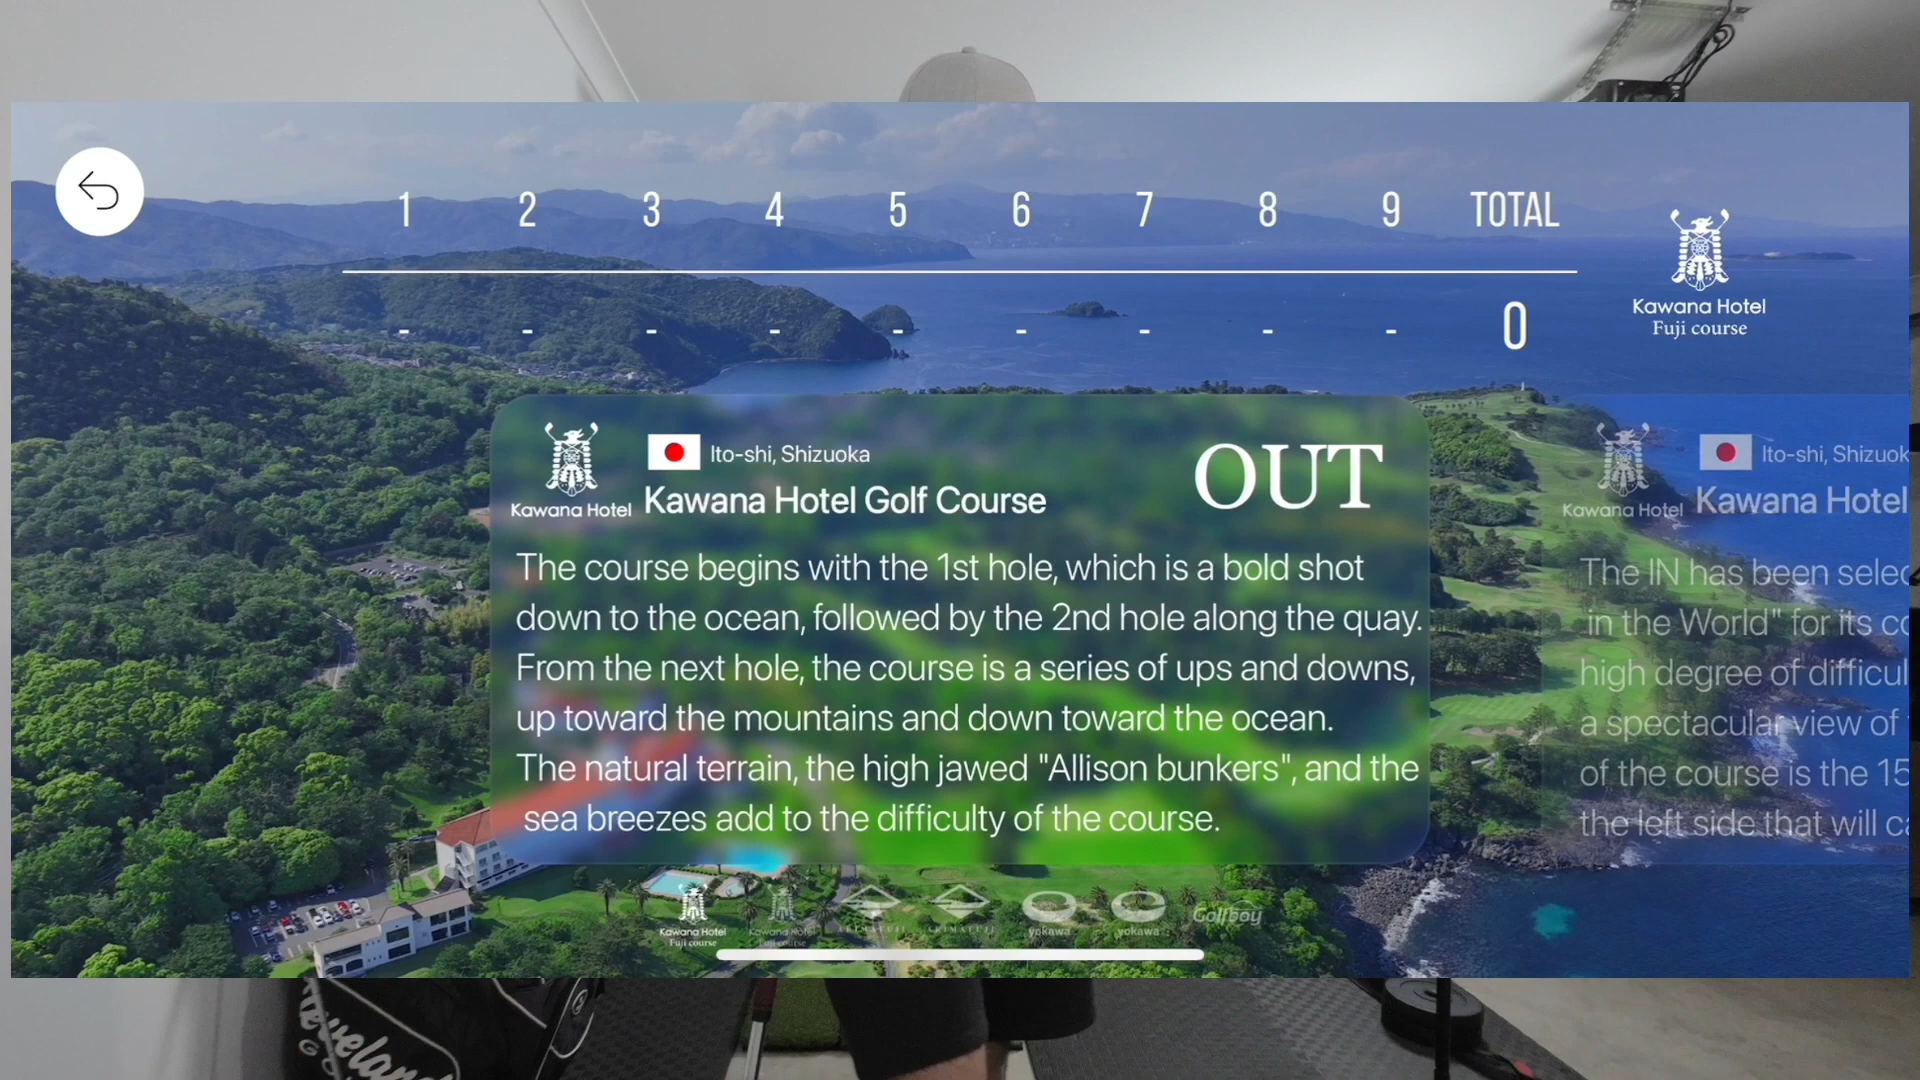 1 2 3 4 5 6 7 8 9 TOTAL
- - - - - - - - - 0
Kawana Hotel
Fuji course
Kawana Hotel
Ito-shi, Shizuoka
Kawana Hotel Golf Course
OUT
The course begins with the 1st hole, which is a bold shot
down to the ocean, followed by the 2nd hole along the quay.
From the next hole, the course is a series of ups and downs,
up toward the mountains and down toward the ocean.
The natural terrain, the high jawed "Allison bunkers", and the
sea breezes add to the difficulty of the course.
Kawana Hotel
Ito-shi, Shizuok
Kawana Hotel
The IN has been selec
in the World" for its co
high degree of difficul
a spectacular view of
of the course is the 15
the left side that will ca
Kawana Hotel
Fuji course
Kawana Hotel
Fuji course
yokawa
yokawa
Golfboy